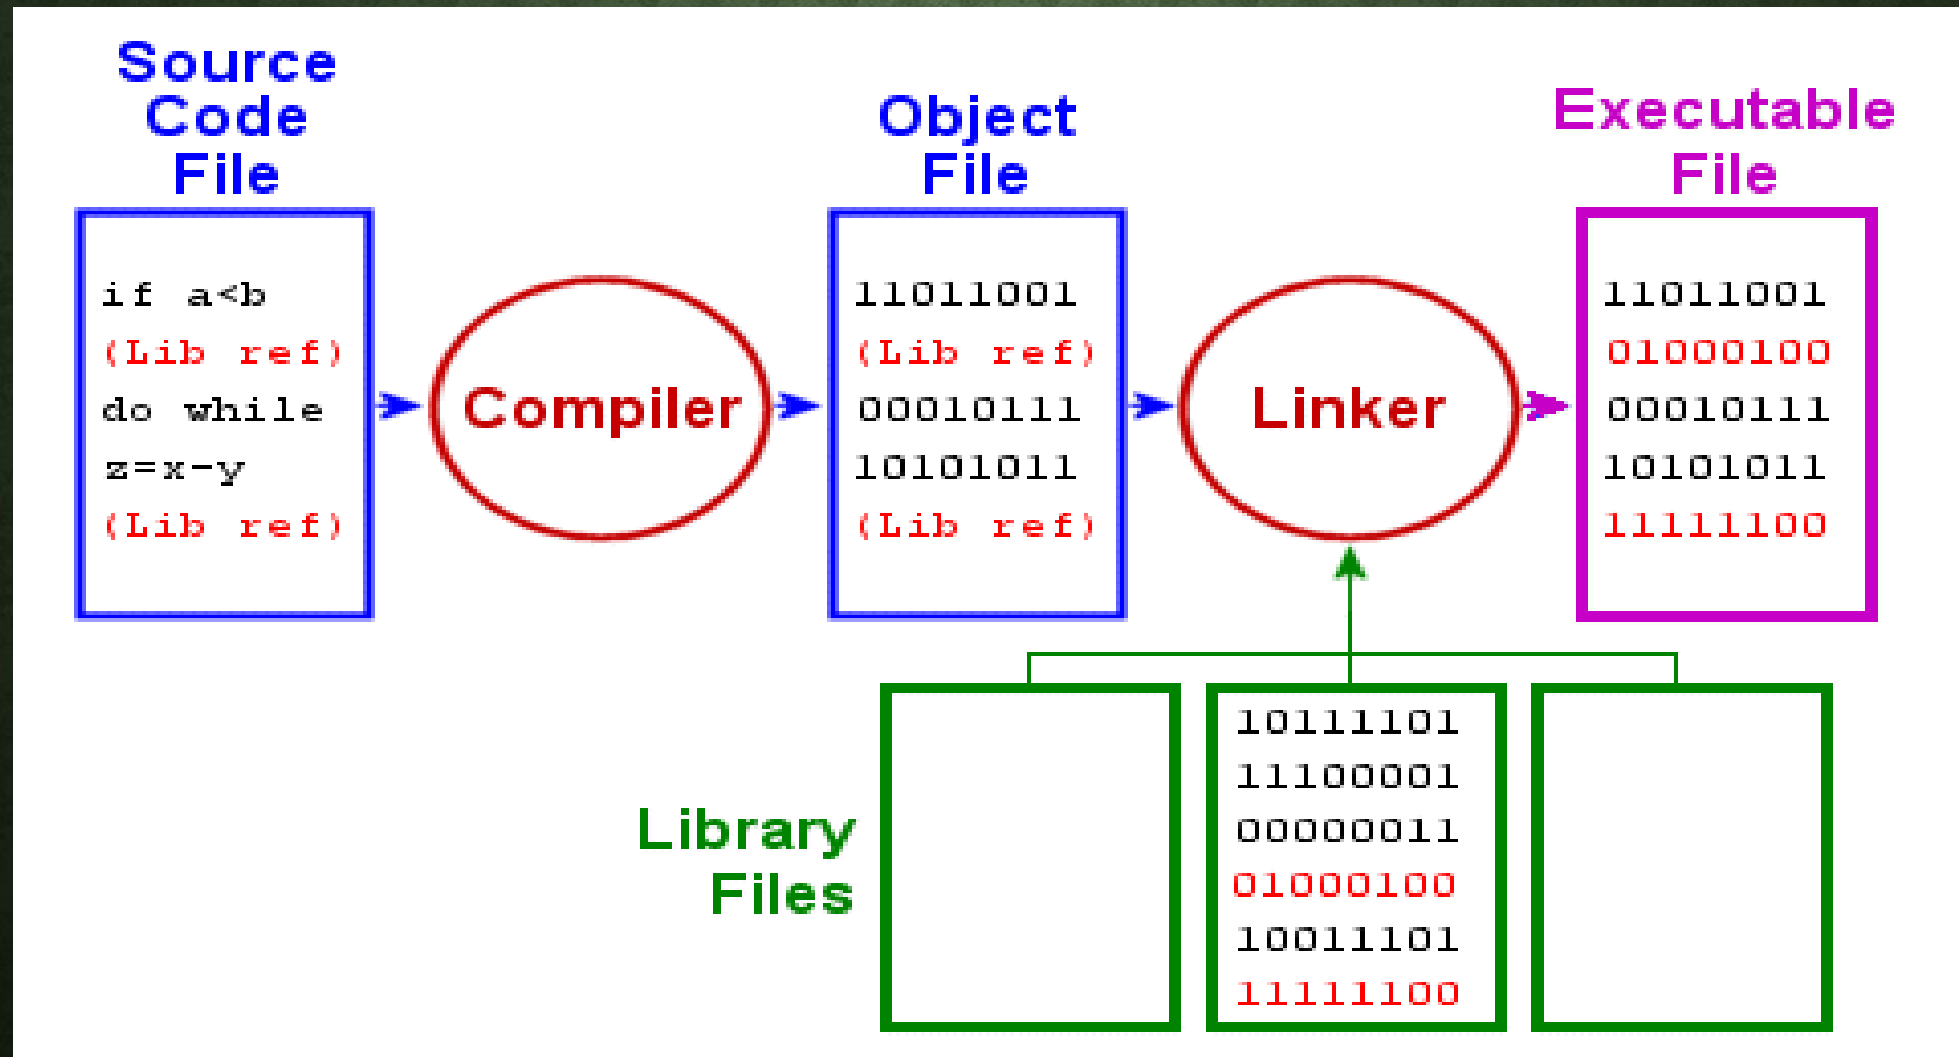 Source
Code
File
if a<b
(Lib ref)
do while
z=x-y
(Lib ref)
Compiler
Object
File
11011001
(Lib ref)
00010111
10101011
(Lib ref)
Linker
Executable
File
11011001
01000100
00010111
10101011
11111100
Library
Files
10111101
11100001
00000011
01000100
10011101
11111100